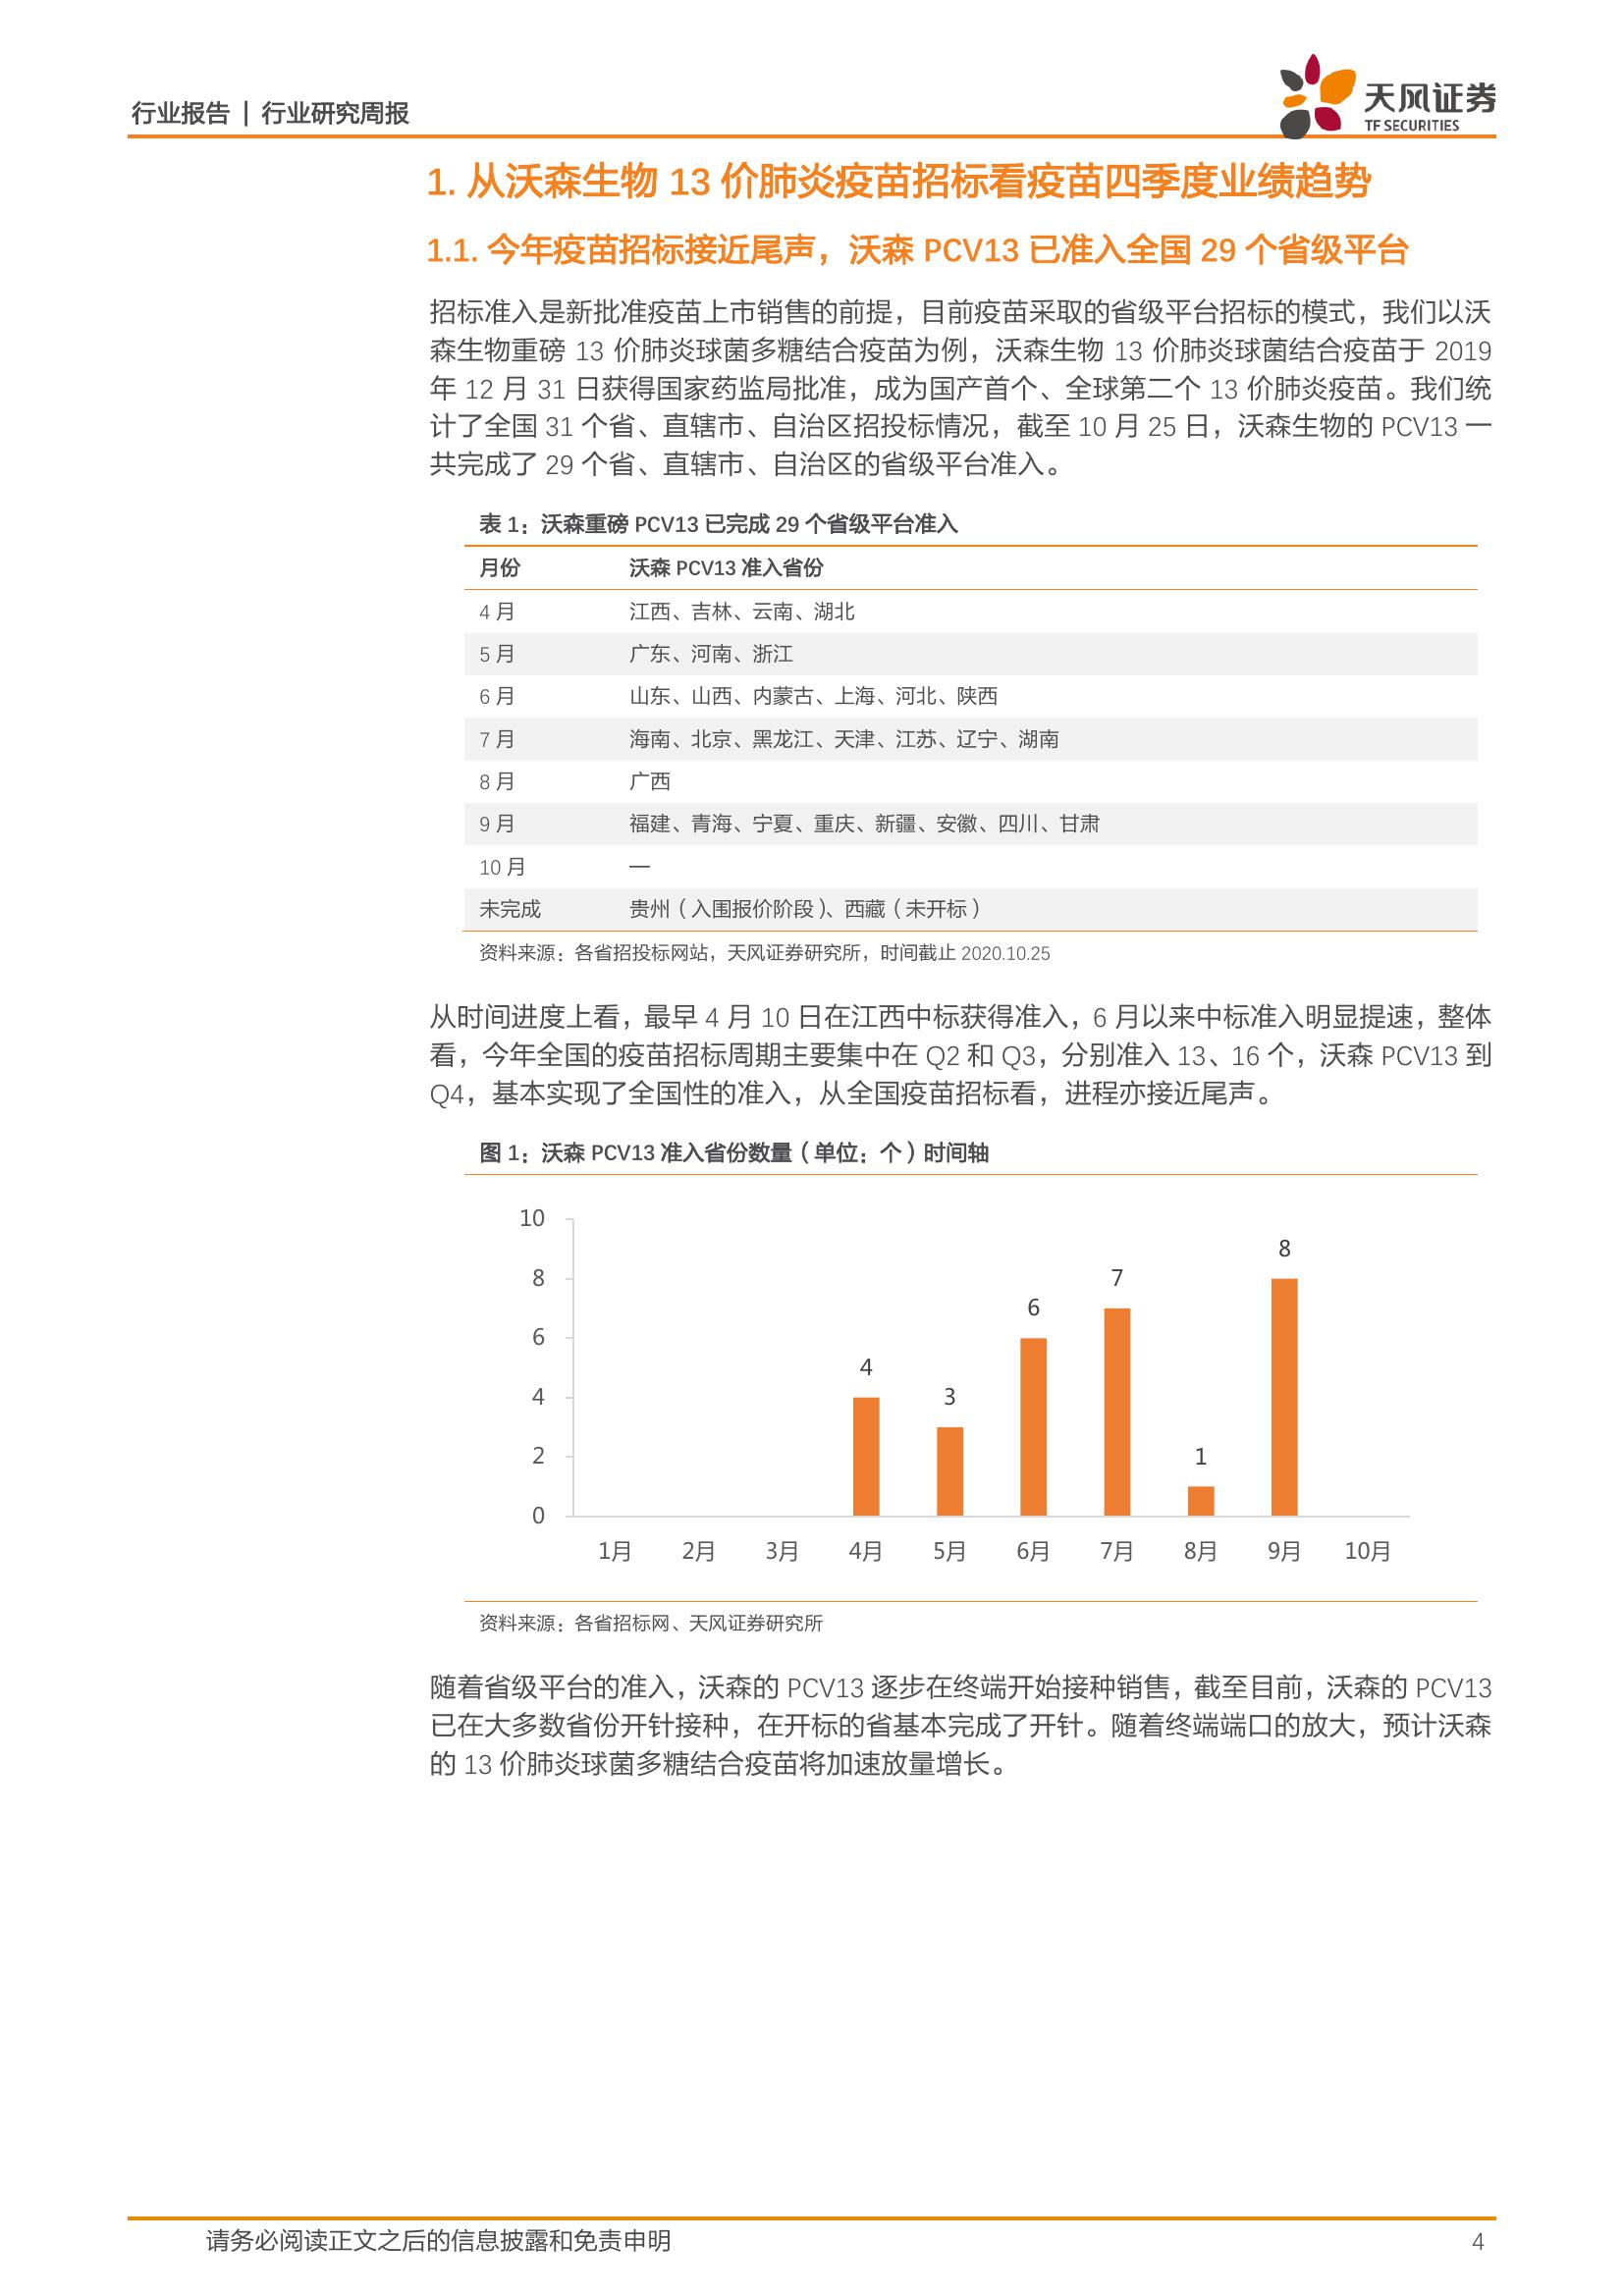 行业报告 | 行业研究周报
天风证券
TF SECURITIES
1. 从沃森生物 13 价肺炎疫苗招标看疫苗四季度业绩趋势
1.1. 今年疫苗招标接近尾声，沃森 PCV13 已准入全国 29 个省级平台
招标准入是新批准疫苗上市销售的前提，目前疫苗采取的省级平台招标的模式，我们以沃
森生物重磅 13 价肺炎球菌多糖结合疫苗为例，沃森生物 13 价肺炎球菌结合疫苗于 2019
年 12 月 31 日获得国家药监局批准，成为国产首个、全球第二个 13 价肺炎疫苗。我们统
计了全国 31 个省、直辖市、自治区招投标情况，截至 10 月 25 日，沃森生物的 PCV13 一
共完成了 29 个省、直辖市、自治区的省级平台准入。
表 1：沃森重磅 PCV13 已完成 29 个省级平台准入
月份 沃森 PCV13 准入省份
4 月 江西、吉林、云南、湖北
5 月 广东、河南、浙江
6 月 山东、山西、内蒙古、上海、河北、陕西
7 月 海南、北京、黑龙江、天津、江苏、辽宁、湖南
8 月 广西
9 月 福建、青海、宁夏、重庆、新疆、安徽、四川、甘肃
10 月 —
未完成 贵州（入围报价阶段）、西藏（未开标）
资料来源：各省招投标网站，天风证券研究所，时间截止 2020.10.25
从时间进度上看，最早 4 月 10 日在江西中标获得准入，6 月以来中标准入明显提速，整体
看，今年全国的疫苗招标周期主要集中在 Q2 和 Q3，分别准入 13、16 个，沃森 PCV13 到
Q4，基本实现了全国性的准入，从全国疫苗招标看，进程亦接近尾声。
图 1：沃森 PCV13 准入省份数量（单位：个）时间轴
10
8
6
4
2
0
4
3
6
7
1
8
1月 2月 3月 4月 5月 6月 7月 8月 9月 10月
资料来源：各省招标网、天风证券研究所
随着省级平台的准入，沃森的 PCV13 逐步在终端开始接种销售，截至目前，沃森的 PCV13
已在大多数省份开针接种，在开标的省基本完成了开针。随着终端端口的放大，预计沃森
的 13 价肺炎球菌多糖结合疫苗将加速放量增长。
请务必阅读正文之后的信息披露和免责申明 4